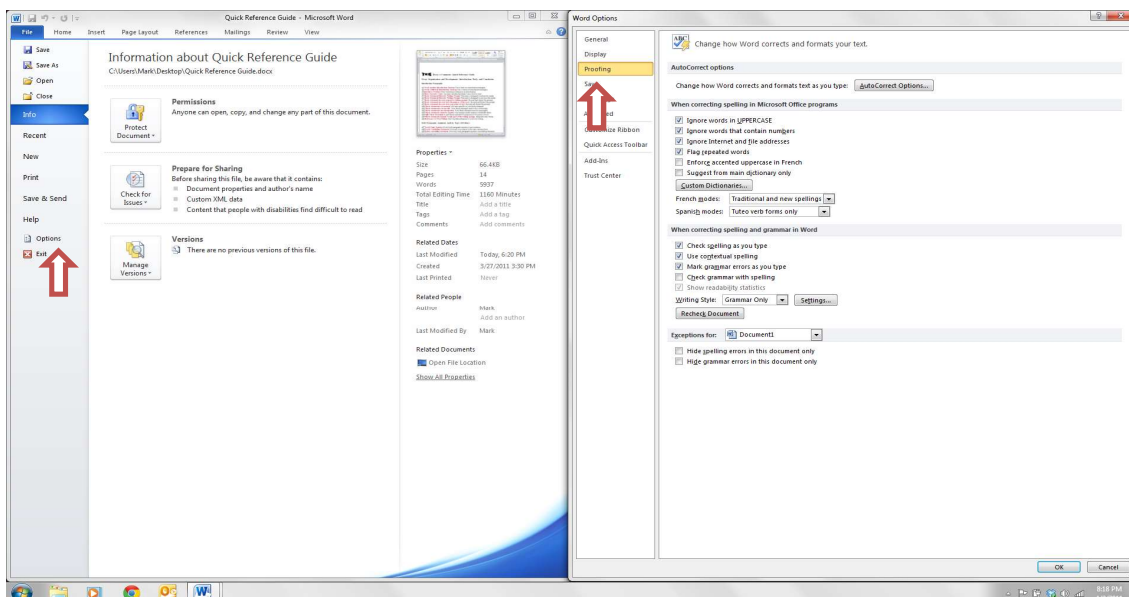 Quick Reference Guide - Microsoft Word
File Home Insert Page Layout References Mailings Review View
Save
Save As
Open
Close
Info
Recent
New
Print
Save & Send
Help
Options
Exit
Information about Quick Reference Guide
C:\Users\Mark\Desktop\Quick Reference Guide.docx
Protect
Document
Permissions
Anyone can open, copy, and change any part of this document.
Check for
Issues
Prepare for Sharing
Before sharing this file, be aware that it contains:
Document properties and author's name
Custom XML data
Content that people with disabilities find difficult to read
Manage
Versions
Versions
There are no previous versions of this file.
Properties
Size 66.4KB
Pages 14
Words 5937
Total Editing Time 1160 Minutes
Title Add a title
Tags Add a tag
Comments Add comments
Related Dates
Last Modified Today, 6:20 PM
Created 3/27/2011 3:30 PM
Last Printed Never
Related People
Author Mark
Add an author
Last Modified By Mark
Related Documents
Open File Location
Show All Properties
Word Options
General
Display
Proofing
Customize Ribbon
Quick Access Toolbar
Add-Ins
Trust Center
Change how Word corrects and formats your text.
AutoCorrect options
Change how Word corrects and formats text as you type: AutoCorrect Options...
When correcting spelling in Microsoft Office programs
Ignore words in UPPERCASE
Ignore words that contain numbers
Ignore Internet and file addresses
Flag repeated words
Enforce accented uppercase in French
Suggest from main dictionary only
Custom Dictionaries...
French modes: Traditional and new spellings
Spanish modes: Tuteo verb forms only
When correcting spelling and grammar in Word
Check spelling as you type
Use contextual spelling
Mark grammar errors as you type
Check grammar with spelling
Show readability statistics
Writing Style: Grammar Only Settings...
Recheck Document
Exceptions for: Document1
Hide spelling errors in this document only
Hide grammar errors in this document only
OK Cancel
8:18 PM